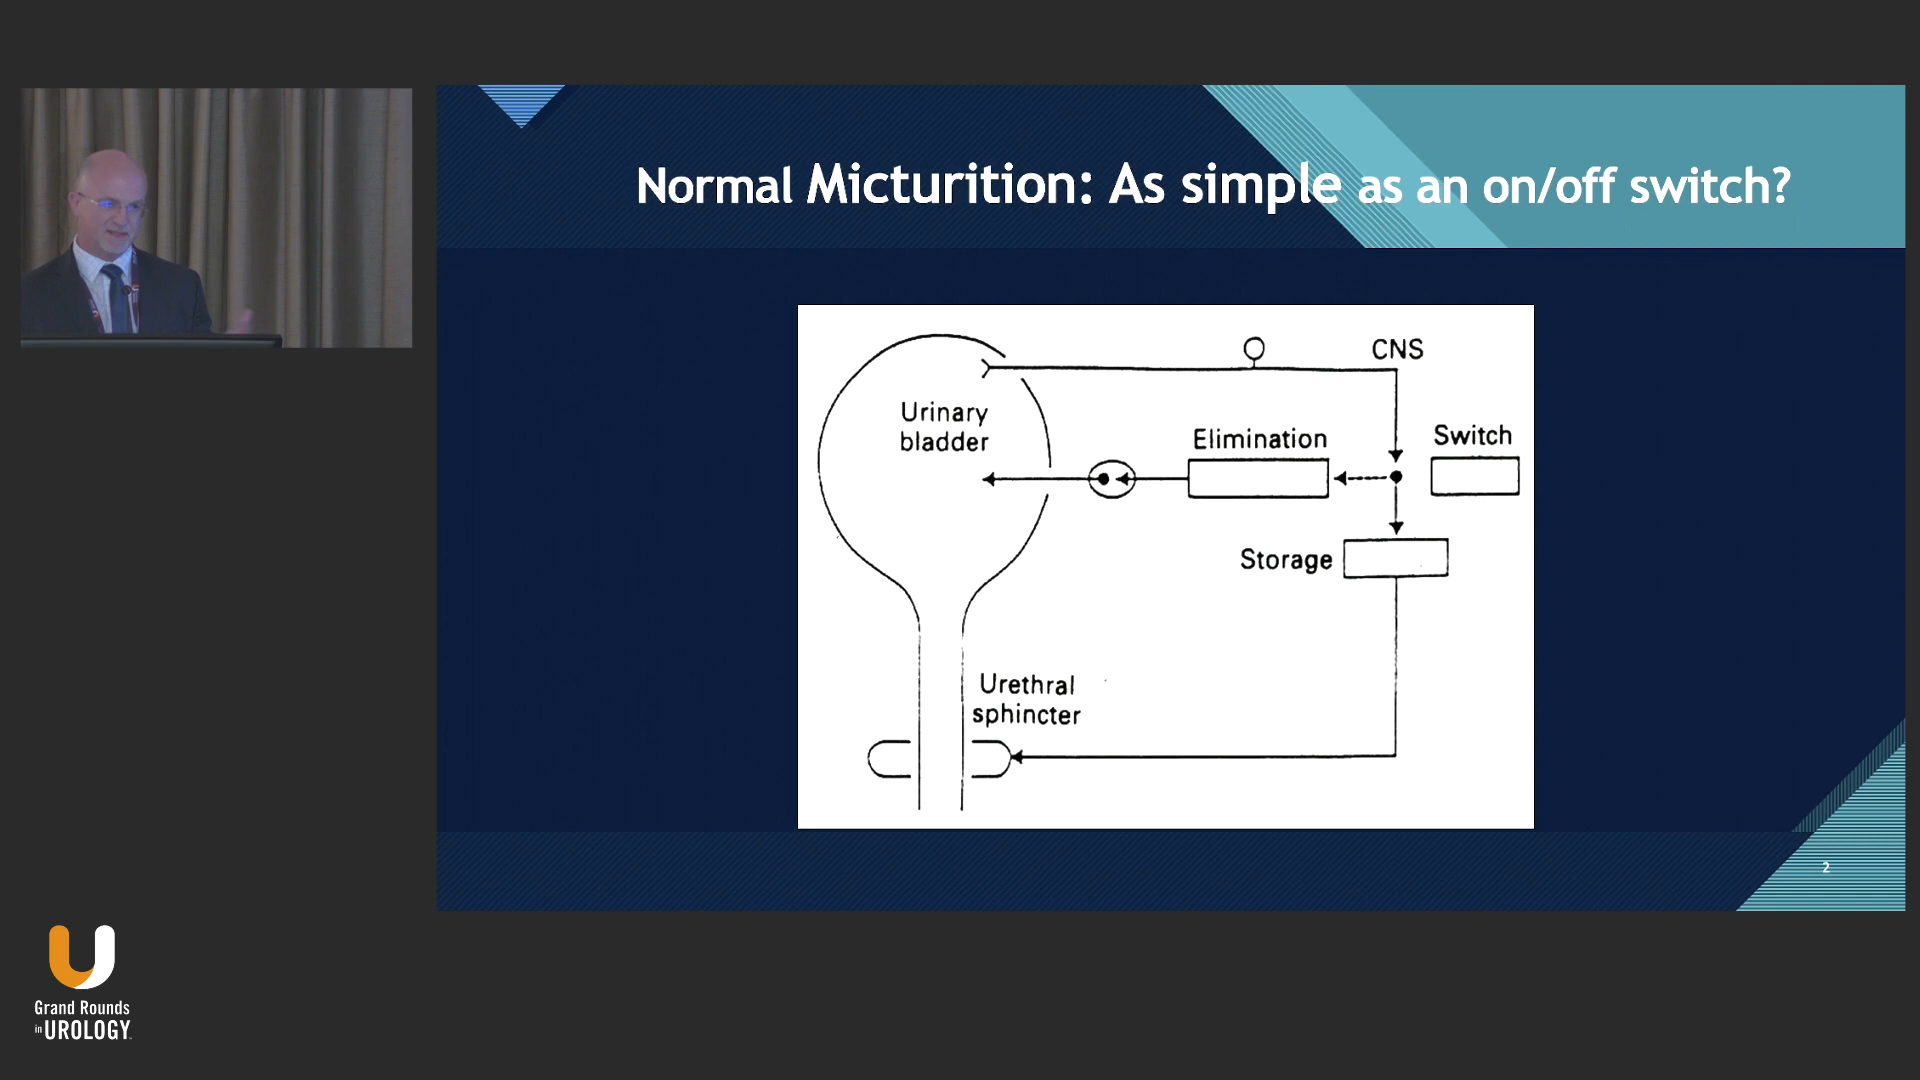 Normal Micturition: As simple as an on/off switch?
CNS
Urinary
bladder
Elimination
Switch
Storage
Urethral
sphincter
2
Grand Rounds
in UROLOGY